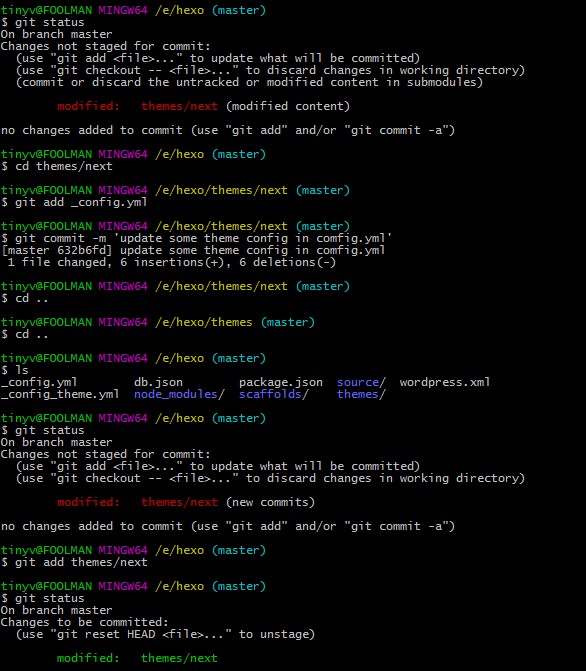 tinyv@FOOLMAN MINGW64 /e/hexo (master)
$ git status
On branch master
Changes not staged for commit:
  (use "git add <file>..." to update what will be committed)
  (use "git checkout -- <file>..." to discard changes in working directory)
  (commit or discard the untracked or modified content in submodules)

        modified:   themes/next (modified content)

no changes added to commit (use "git add" and/or "git commit -a")

tinyv@FOOLMAN MINGW64 /e/hexo (master)
$ cd themes/next

tinyv@FOOLMAN MINGW64 /e/hexo/themes/next (master)
$ git add _config.yml

tinyv@FOOLMAN MINGW64 /e/hexo/themes/next (master)
$ git commit -m 'update some theme config in comfig.yml'
[master 632b6fd] update some theme config in comfig.yml
 1 file changed, 6 insertions(+), 6 deletions(-)

tinyv@FOOLMAN MINGW64 /e/hexo/themes/next (master)
$ cd ..

tinyv@FOOLMAN MINGW64 /e/hexo/themes (master)
$ cd ..

tinyv@FOOLMAN MINGW64 /e/hexo (master)
$ ls
_config.yml        db.json        package.json  source/  wordpress.xml
_config_theme.yml  node_modules/  scaffolds/    themes/

tinyv@FOOLMAN MINGW64 /e/hexo (master)
$ git status
On branch master
Changes not staged for commit:
  (use "git add <file>..." to update what will be committed)
  (use "git checkout -- <file>..." to discard changes in working directory)

        modified:   themes/next (new commits)

no changes added to commit (use "git add" and/or "git commit -a")

tinyv@FOOLMAN MINGW64 /e/hexo (master)
$ git add themes/next

tinyv@FOOLMAN MINGW64 /e/hexo (master)
$ git status
On branch master
Changes to be committed:
  (use "git reset HEAD <file>..." to unstage)

        modified:   themes/next